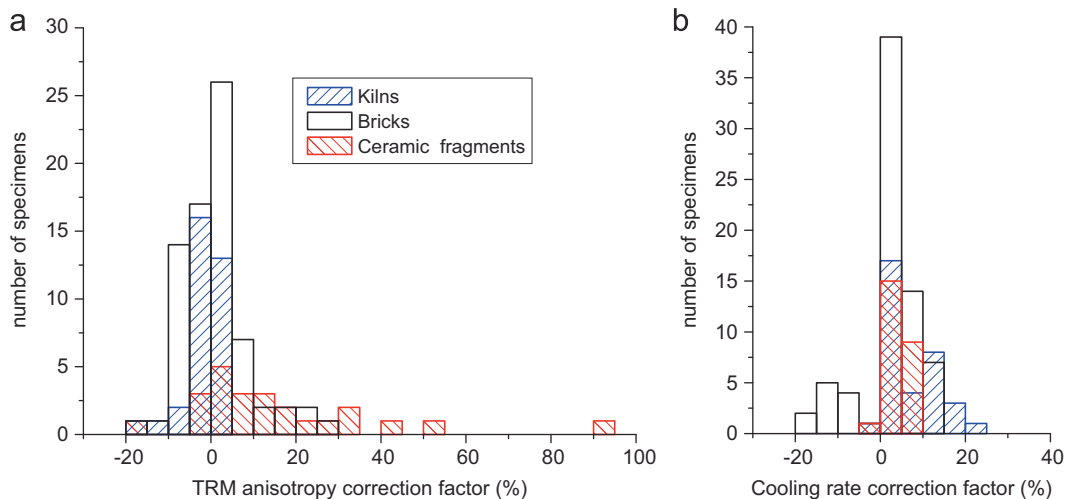 a
30
25
20
15
10
5
0
number of specimens
-20 0 20 40 60 80 100
TRM anisotropy correction factor (%)
Kilns
Bricks
Ceramic fragments
b
40
35
30
25
20
15
10
5
0
number of specimens
-20 0 20 40
Cooling rate correction factor (%)